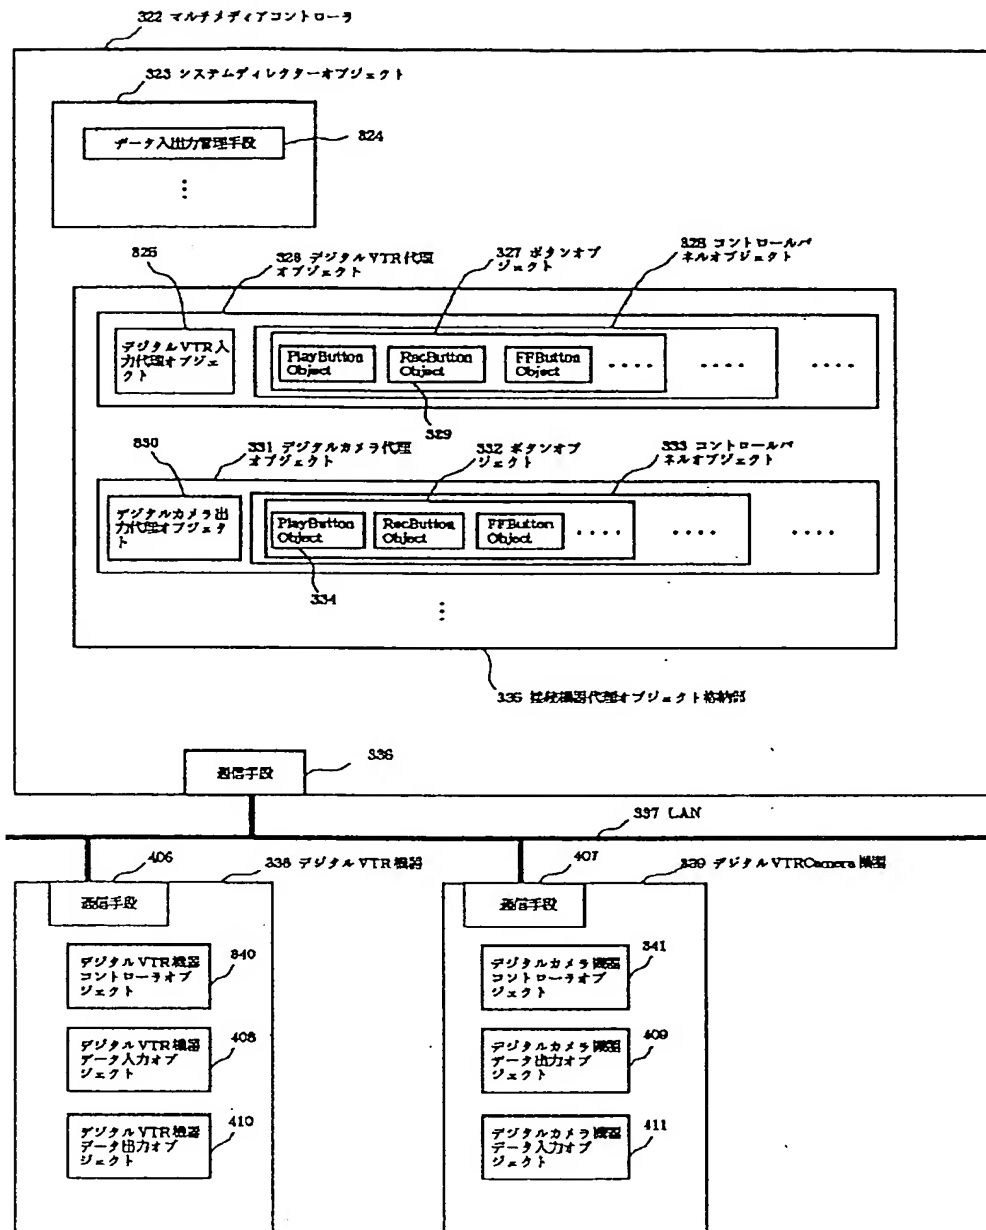 322 マルチメディアコントローラ
323 システムディレクターオブジェクト
324
データ入出力管理手段
325
328 デジタルVTR代理
オブジェクト
327 ボタンオブ
ジェクト
328 コントロールパ
ネルオブジェクト
デジタルVTR入
力代理オブジェ
クト
PlayButton
Object
RecButton
Object
FFButton
Object
329
330
331 デジタルカメラ代理
オブジェクト
332 ボタンオブ
ジェクト
333 コントロールパ
ネルオブジェクト
デジタルカメラ出
力代理オブジェク
ト
PlayButton
Object
RecButton
Object
FFButton
Object
334
335 接続機器代理オブジェクト格納部
通信手段
336
337 LAN
406
338 デジタルVTR機器
407
339 デジタルVTRCamera機器
通信手段
通信手段
デジタルVTR機器
コントローラオブ
ジェクト
340
デジタルカメラ機器
コントローラオブ
ジェクト
341
デジタルVTR機器
データ入力オブ
ジェクト
408
デジタルカメラ機器
データ出力オブ
ジェクト
409
デジタルVTR機器
データ出力オブ
ジェクト
410
デジタルカメラ機器
データ入力オブ
ジェクト
411